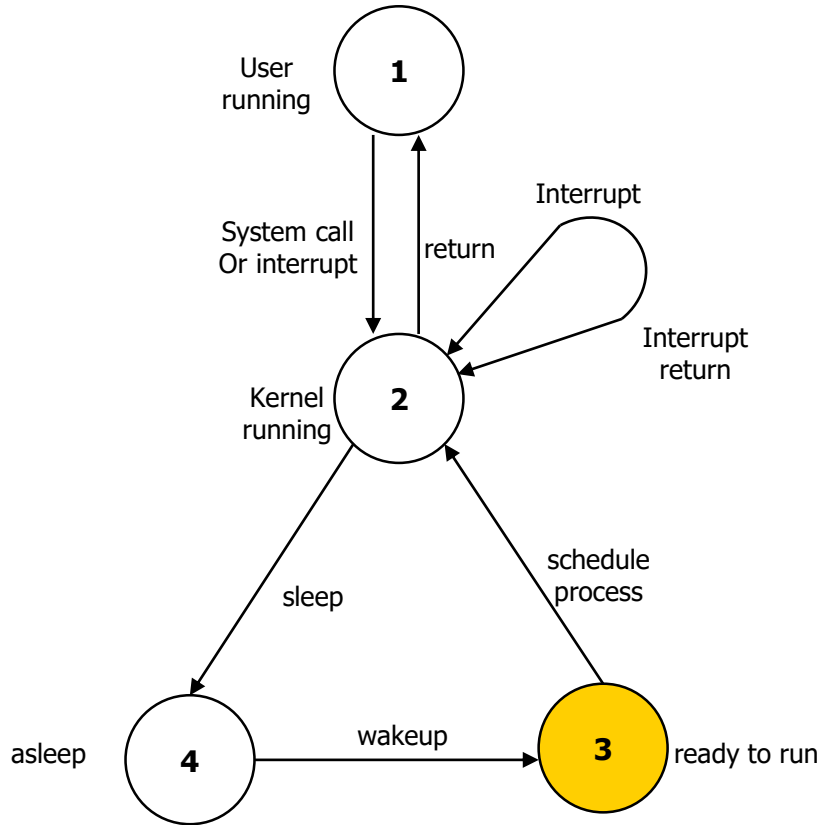 1
User
running
Interrupt
System call
Or interrupt
return
Interrupt
return
2
Kernel
running
schedule
process
sleep
wakeup
asleep
4
3
ready to run